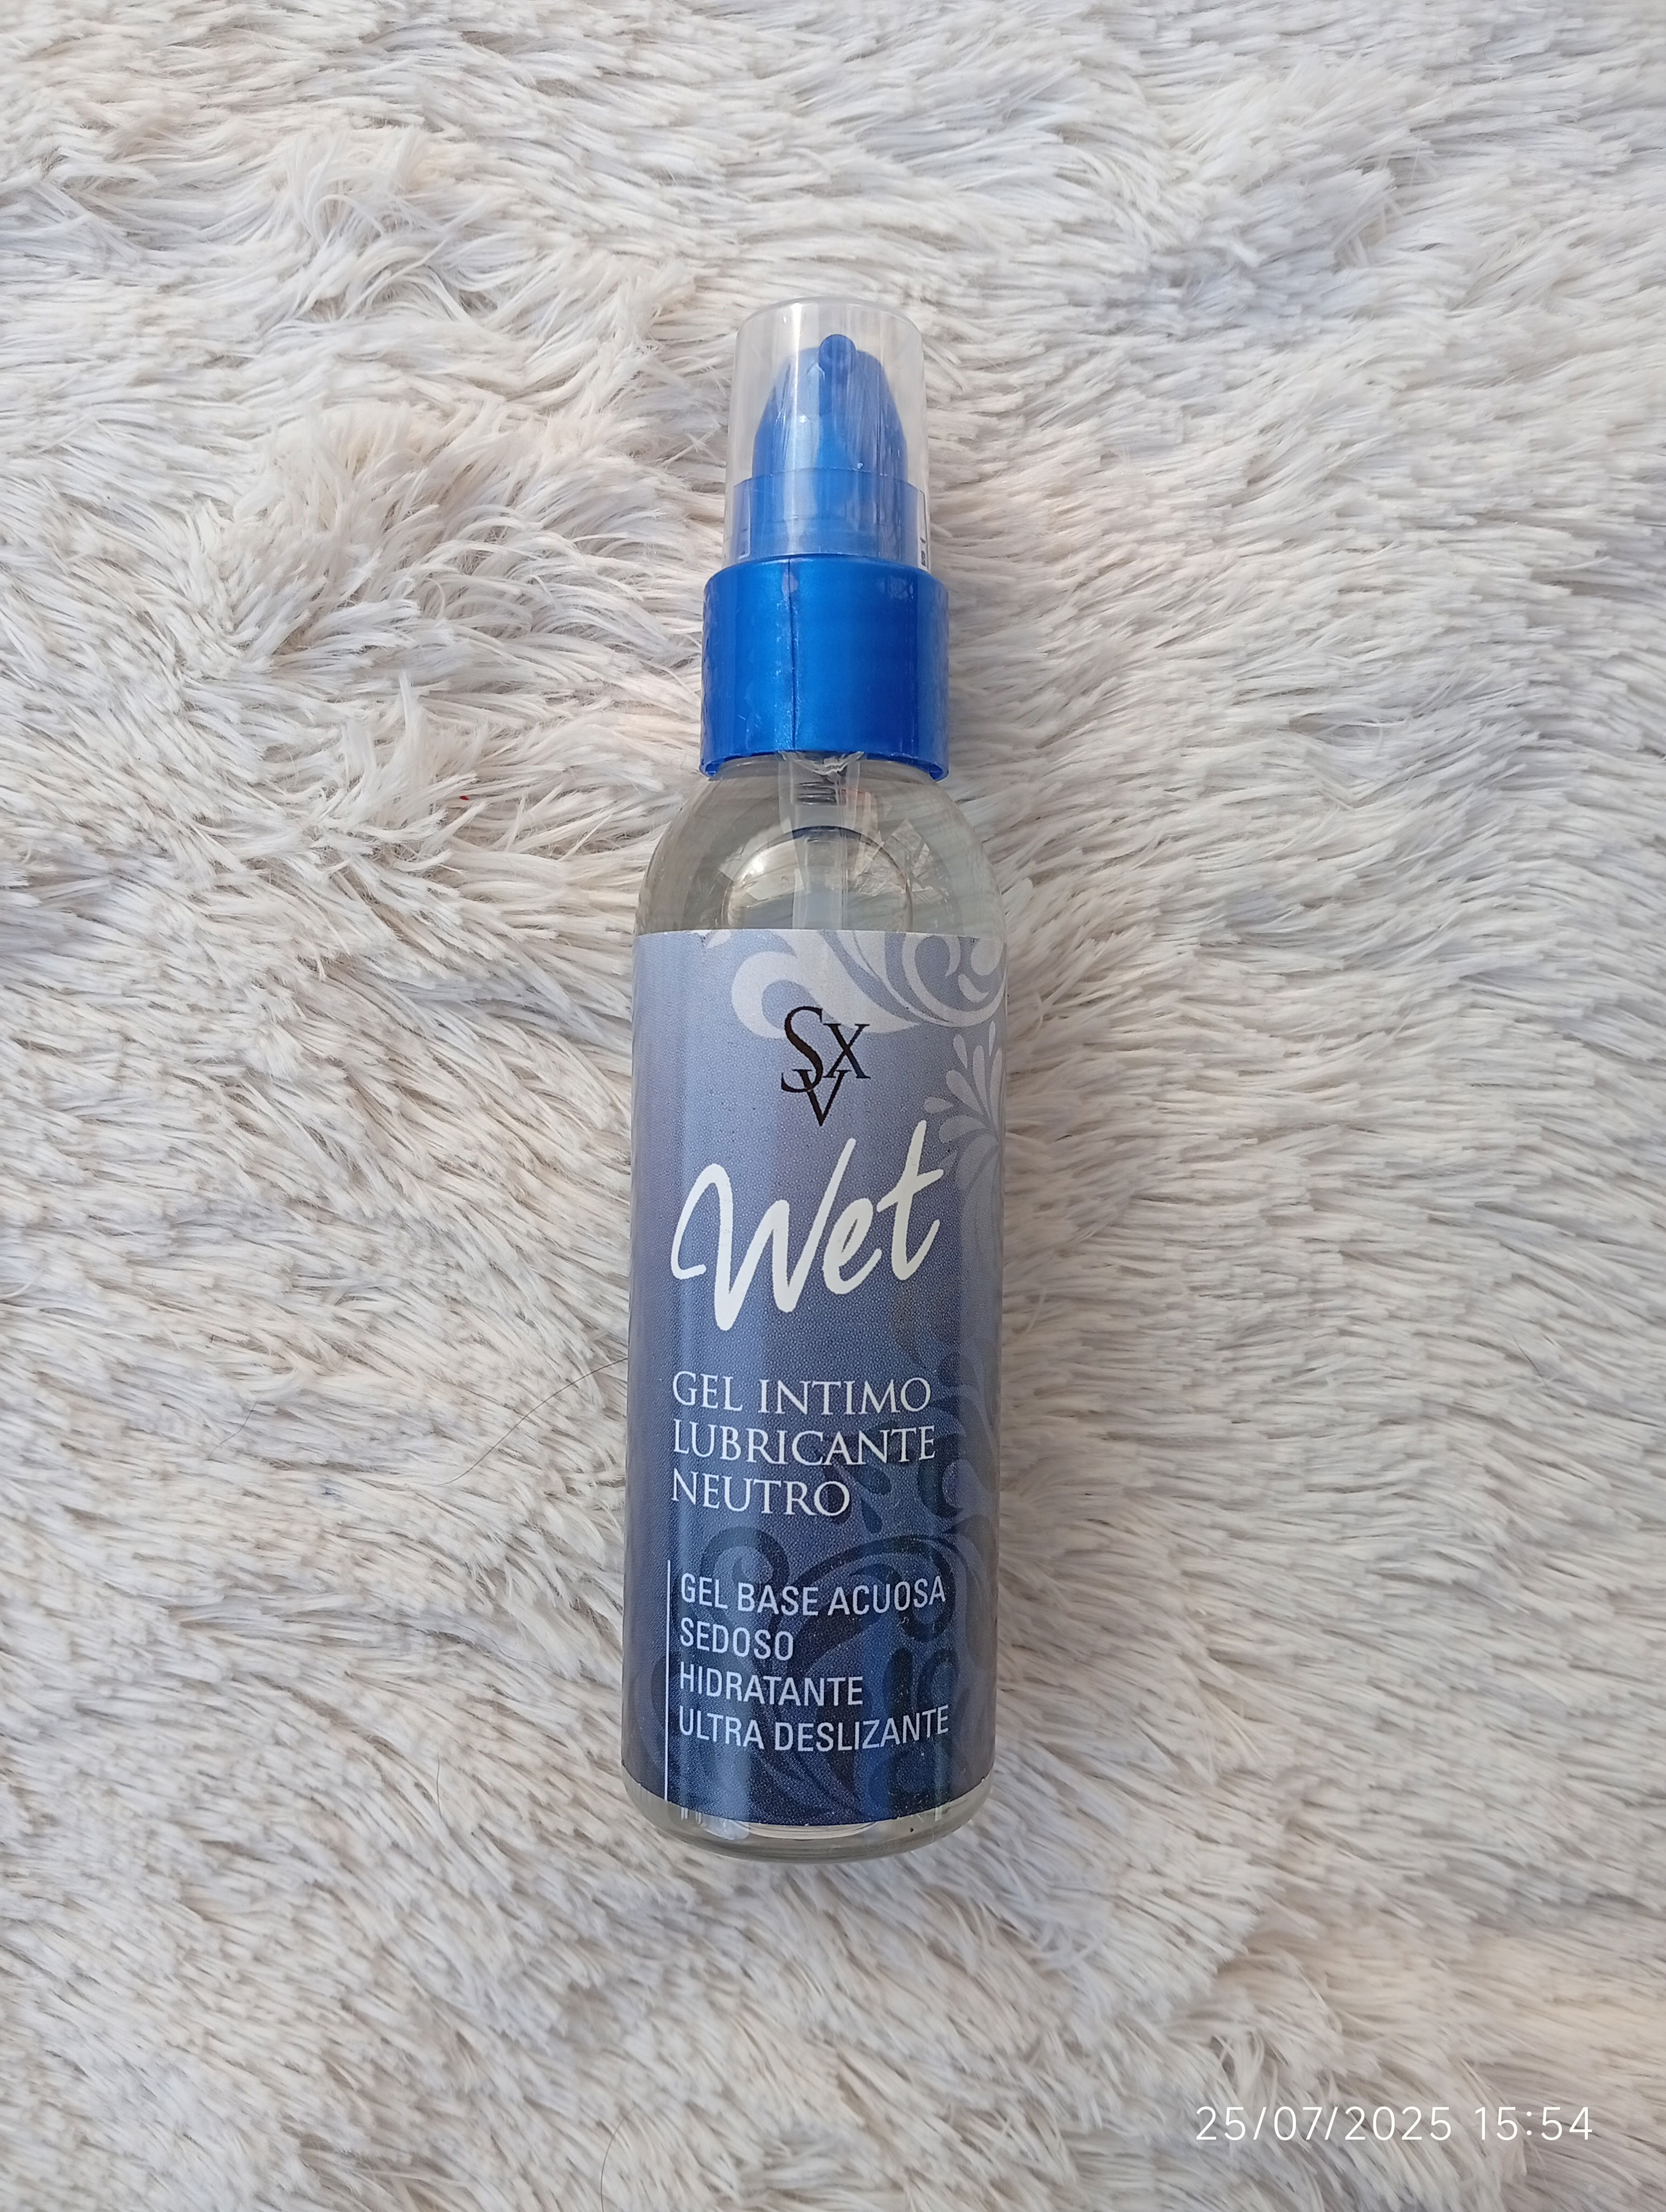 SXV
Wet
GEL INTIMO
LUBRICANTE
NEUTRO
GEL BASE ACUOSA
SEDOSO
HIDRATANTE
ULTRA DESLIZANTE
25/07/2025 15:54